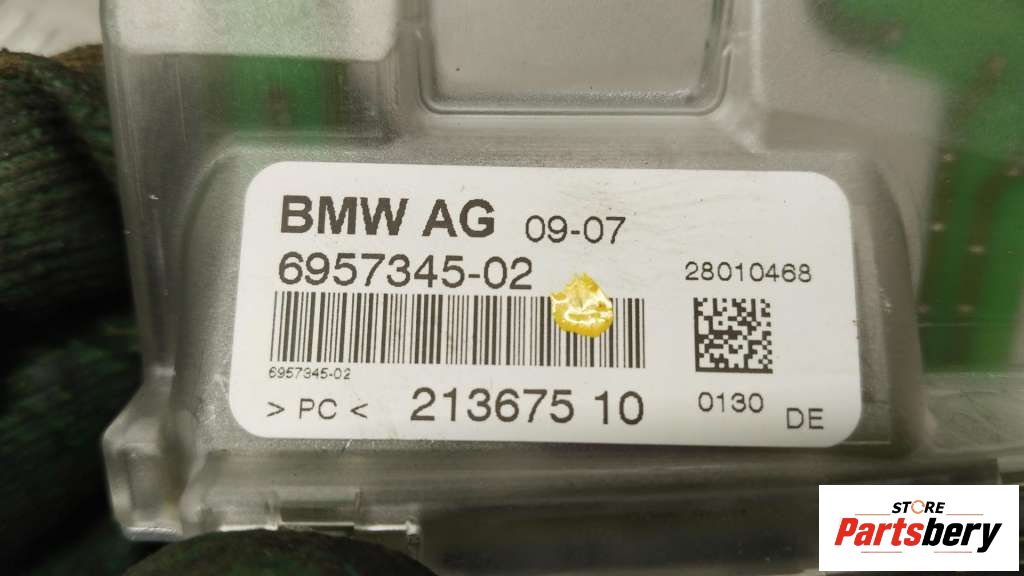 BMW AG 09-07
6957345-02
28010468
6957345-02
> PC < 213675 10
0130 DE
STORE
Partsbery